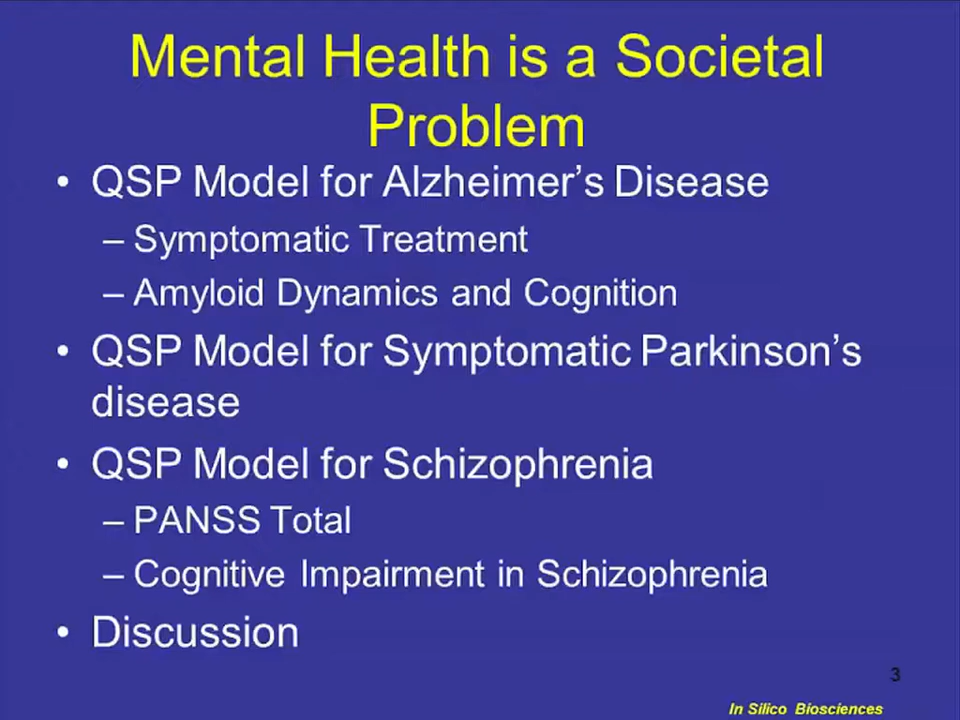 Mental Health is a Societal
Problem
• QSP Model for Alzheimer’s Disease
– Symptomatic Treatment
– Amyloid Dynamics and Cognition
• QSP Model for Symptomatic Parkinson’s
disease
• QSP Model for Schizophrenia
– PANSS Total
– Cognitive Impairment in Schizophrenia
• Discussion
3
In Silico Biosciences